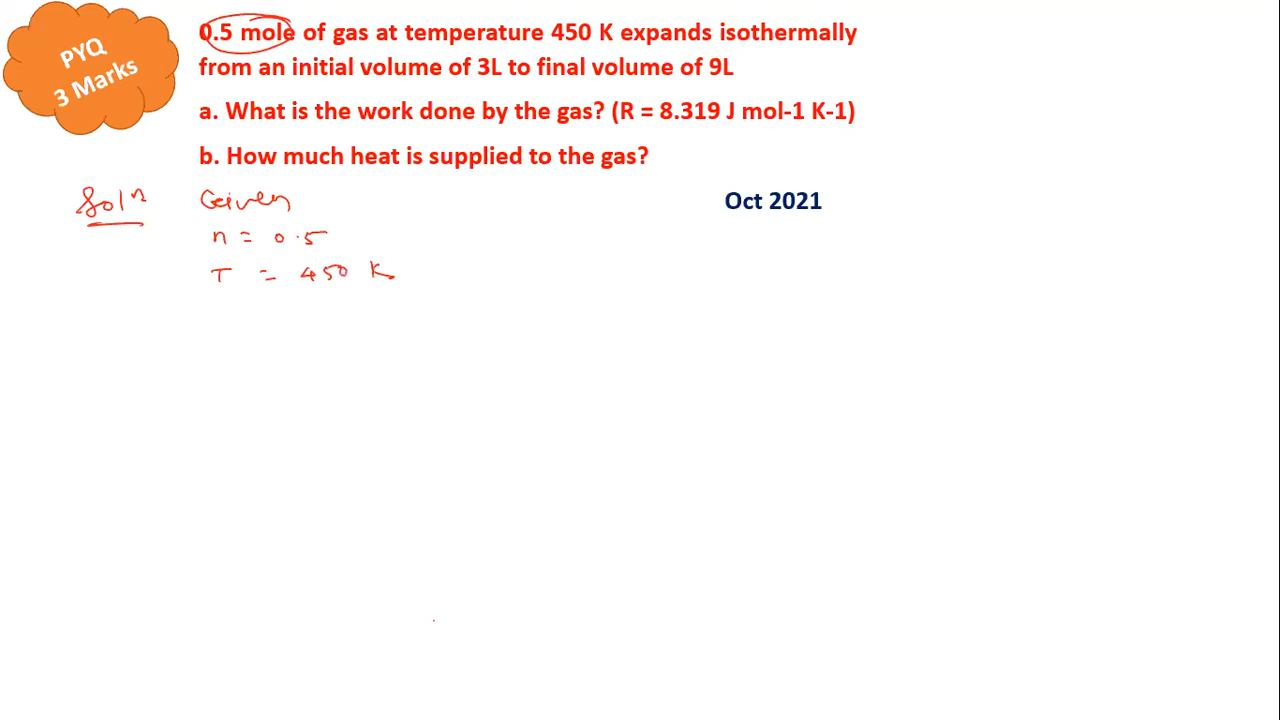 PYQ
3 Marks
0.5 mole of gas at temperature 450 K expands isothermally
from an initial volume of 3L to final volume of 9L
a. What is the work done by the gas? (R = 8.319 J mol-1 K-1)
b. How much heat is supplied to the gas?
Oct 2021
Solⁿ Given
n = 0.5
T = 450 K